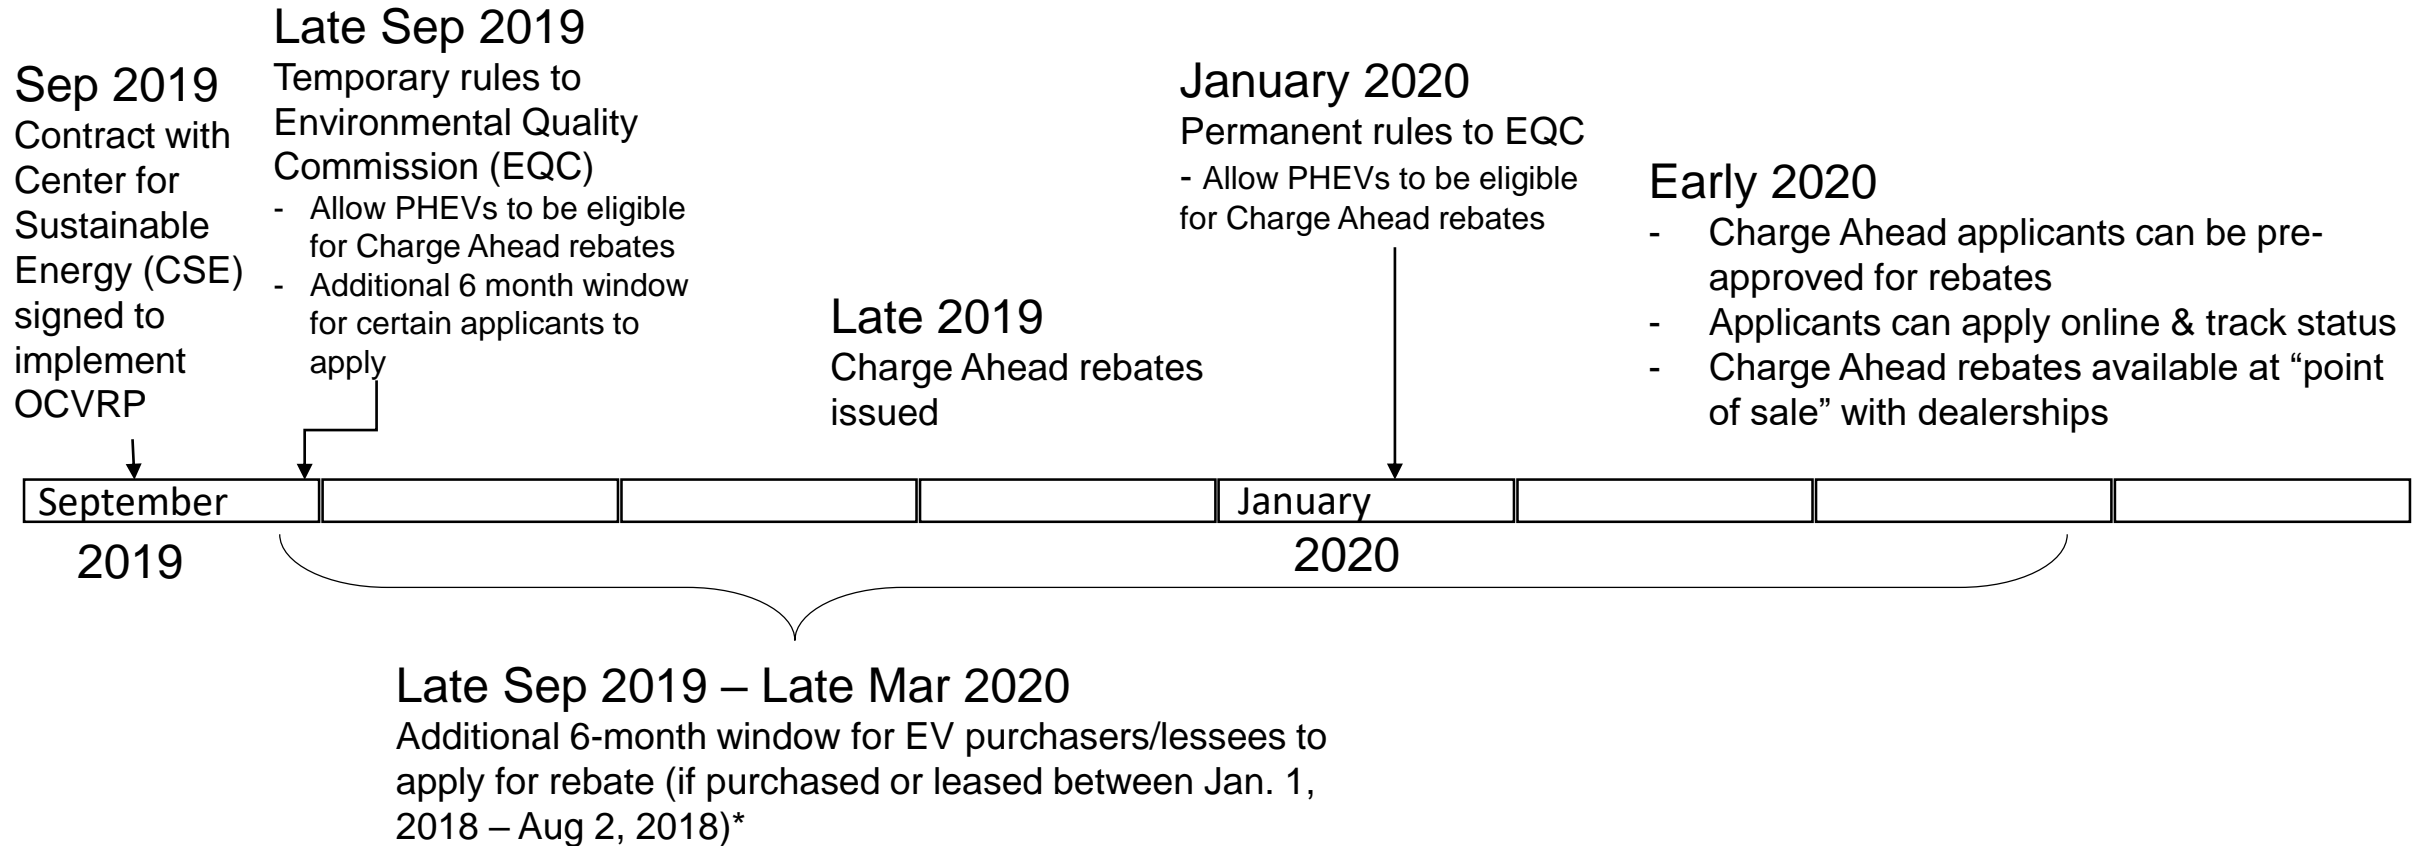 Sep 2019
Contract with
Center for
Sustainable
Energy (CSE)
signed to
implement
OCVRP
Late Sep 2019
Temporary rules to
Environmental Quality
Commission (EQC)
- Allow PHEVs to be eligible
for Charge Ahead rebates
- Additional 6 month window
for certain applicants to
apply
Late 2019
Charge Ahead rebates
issued
January 2020
Permanent rules to EQC
- Allow PHEVs to be eligible
for Charge Ahead rebates
Early 2020
- Charge Ahead applicants can be pre-
approved for rebates
- Applicants can apply online & track status
- Charge Ahead rebates available at “point
of sale” with dealerships
September
January
2019
2020
Late Sep 2019 – Late Mar 2020
Additional 6-month window for EV purchasers/lessees to
apply for rebate (if purchased or leased between Jan. 1,
2018 – Aug 2, 2018)*